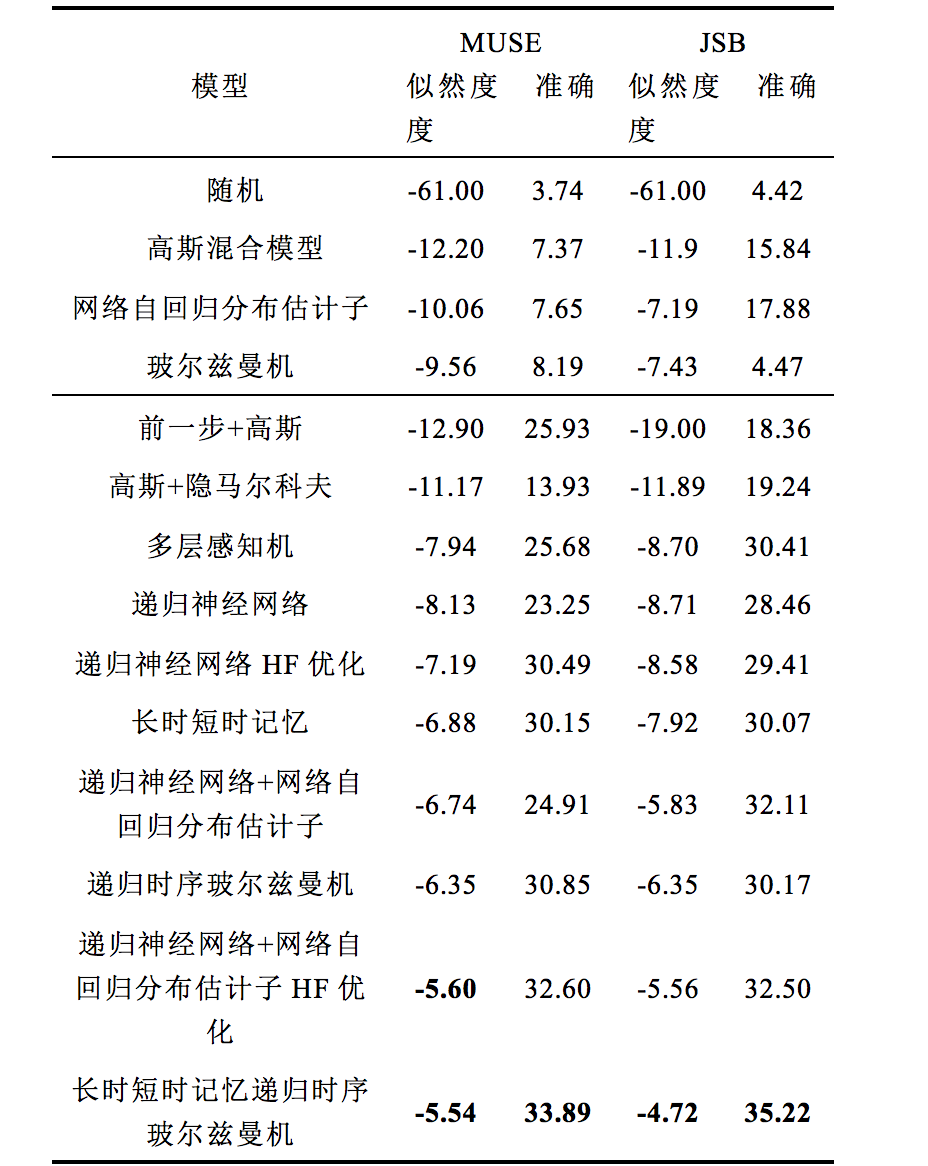 MUSE JSB
模型 似然度 准确 似然度 准确
度 度
随机 -61.00 3.74 -61.00 4.42
高斯混合模型 -12.20 7.37 -11.9 15.84
网络自回归分布估计子 -10.06 7.65 -7.19 17.88
玻尔兹曼机 -9.56 8.19 -7.43 4.47
前一步+高斯 -12.90 25.93 -19.00 18.36
高斯+隐马尔科夫 -11.17 13.93 -11.89 19.24
多层感知机 -7.94 25.68 -8.70 30.41
递归神经网络 -8.13 23.25 -8.71 28.46
递归神经网络 HF 优化 -7.19 30.49 -8.58 29.41
长时短时记忆 -6.88 30.15 -7.92 30.07
递归神经网络+网络自
回归分布估计子 -6.74 24.91 -5.83 32.11
递归时序玻尔兹曼机 -6.35 30.85 -6.35 30.17
递归神经网络+网络自
回归分布估计子 HF 优 -5.60 32.60 -5.56 32.50
化
长时短时记忆递归时序
玻尔兹曼机 -5.54 33.89 -4.72 35.22